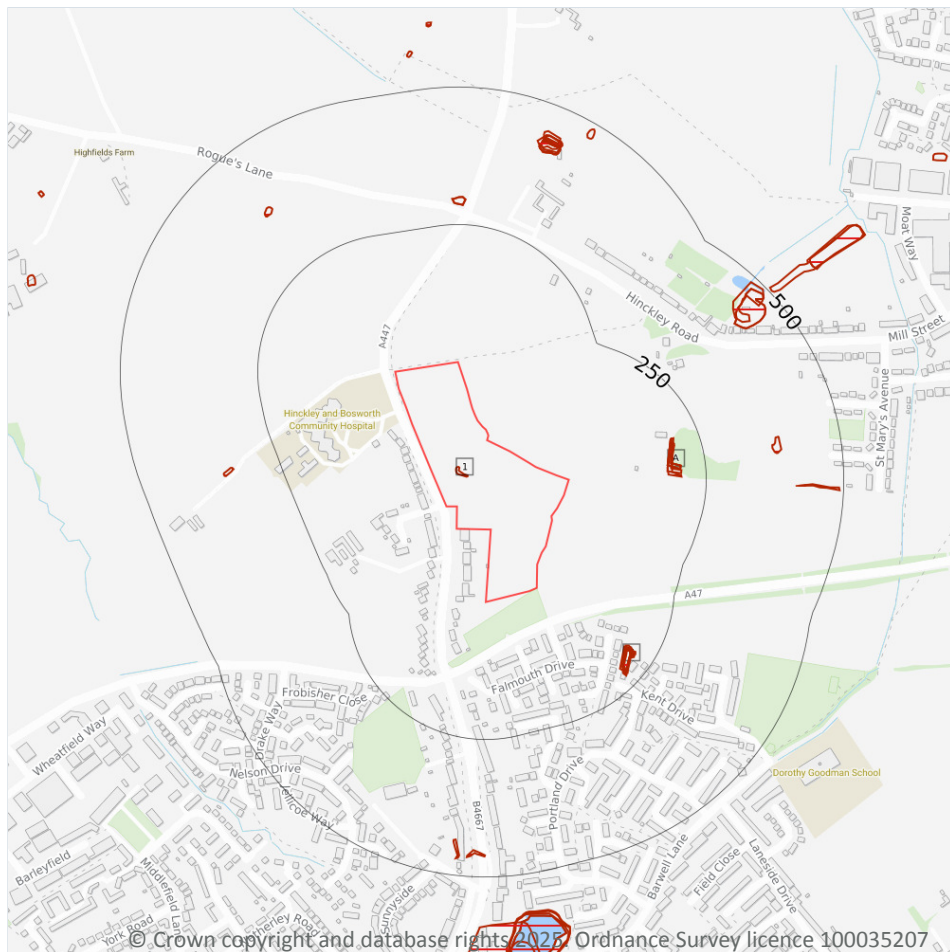 Highfields Farm
Rogue's Lane
Moat Way
A47
Hinckley Road
500
Mill Street
250
St Mary's Avenue
Hinckley and Bosworth
Community Hospital
1
A
A47
Falmouth Drive
Kent Drive
Frobisher Close
Drake Way
Wheatfield Way
Nelson Drive
Jellicoe Way
Portland Drive
Dorothy Goodman School
B4667
Barwell Lane
Field Close
Laneside Drive
Barleyfield
Middlefield Lane
Sunnyside
York Road
© Crown copyright and database rights 2025. Ordnance Survey licence 100035207